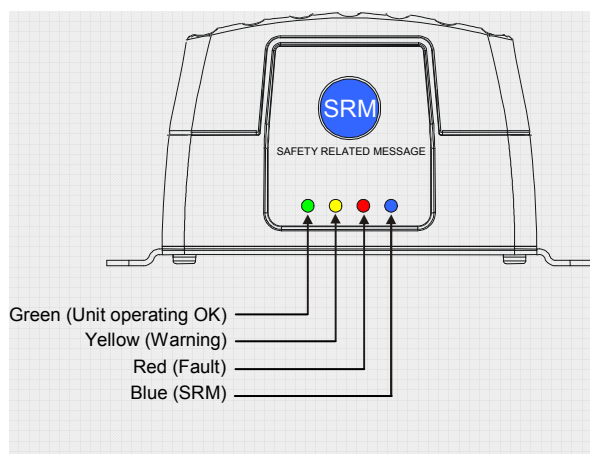 SRM
SAFETY RELATED MESSAGE
Green (Unit operating OK)
Yellow (Warning)
Red (Fault)
Blue (SRM)